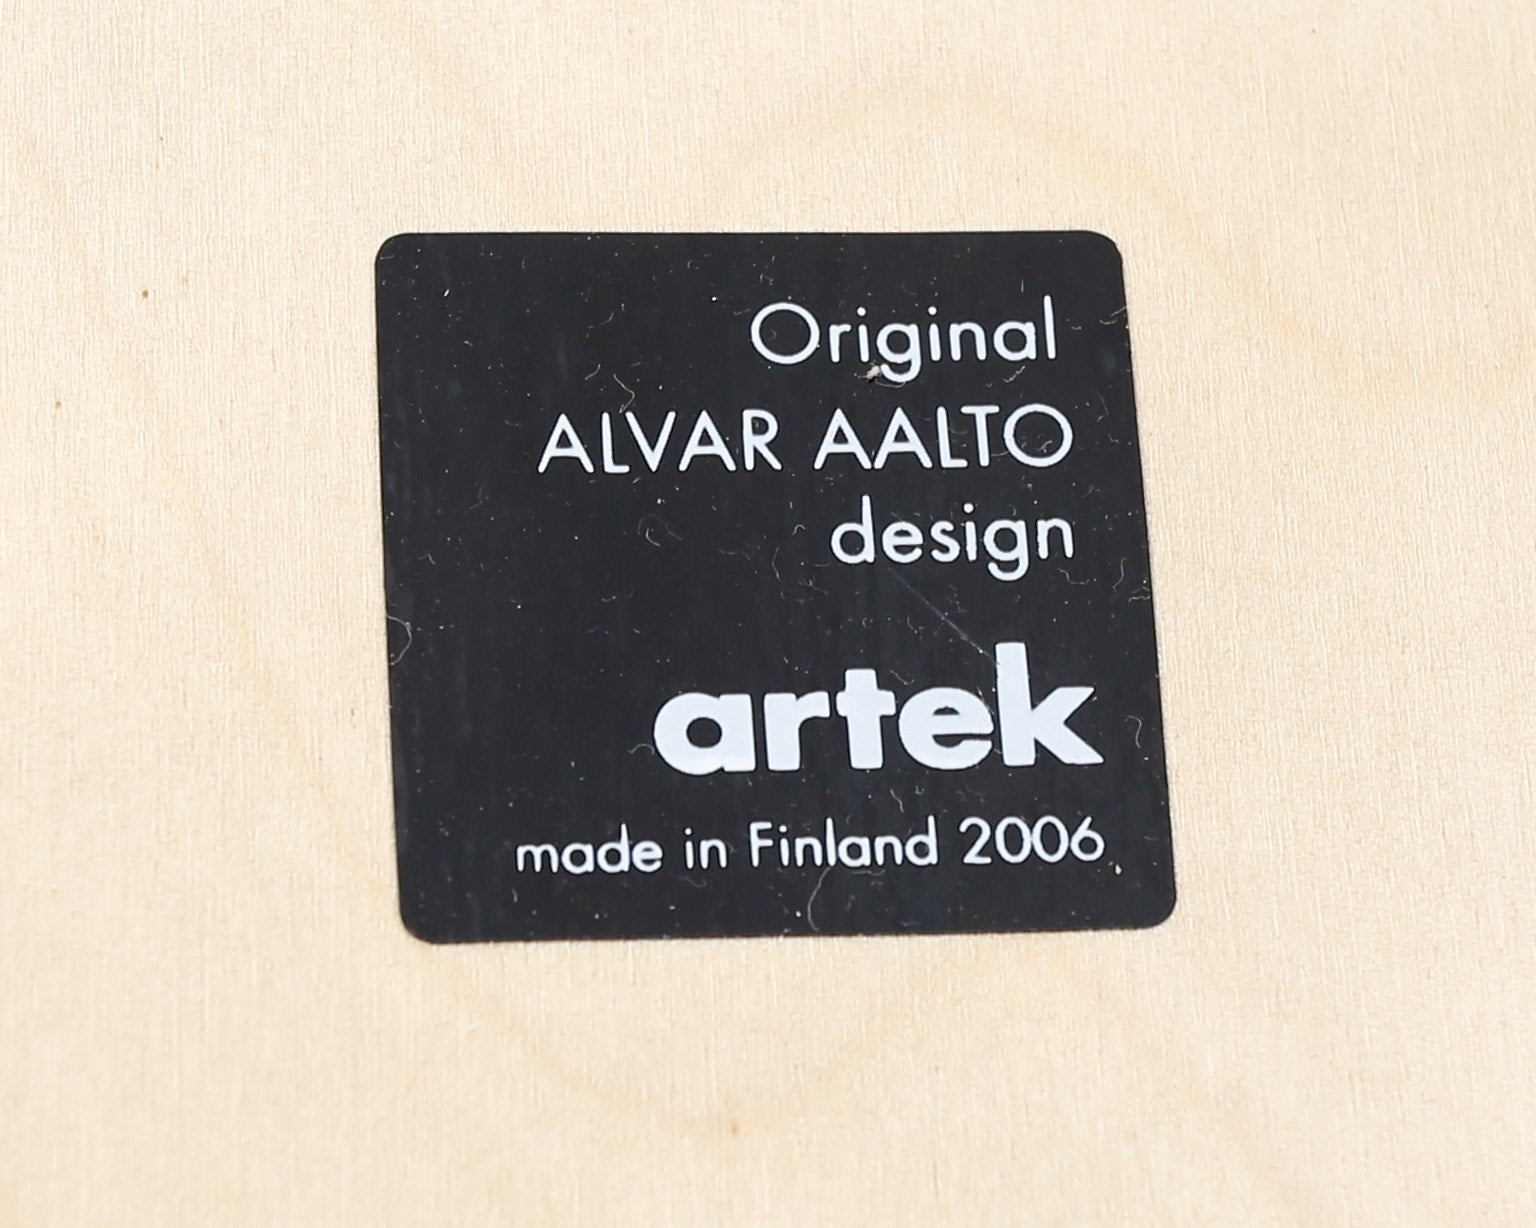 Original
ALVAR AALTO
design
artek
made in Finland 2006